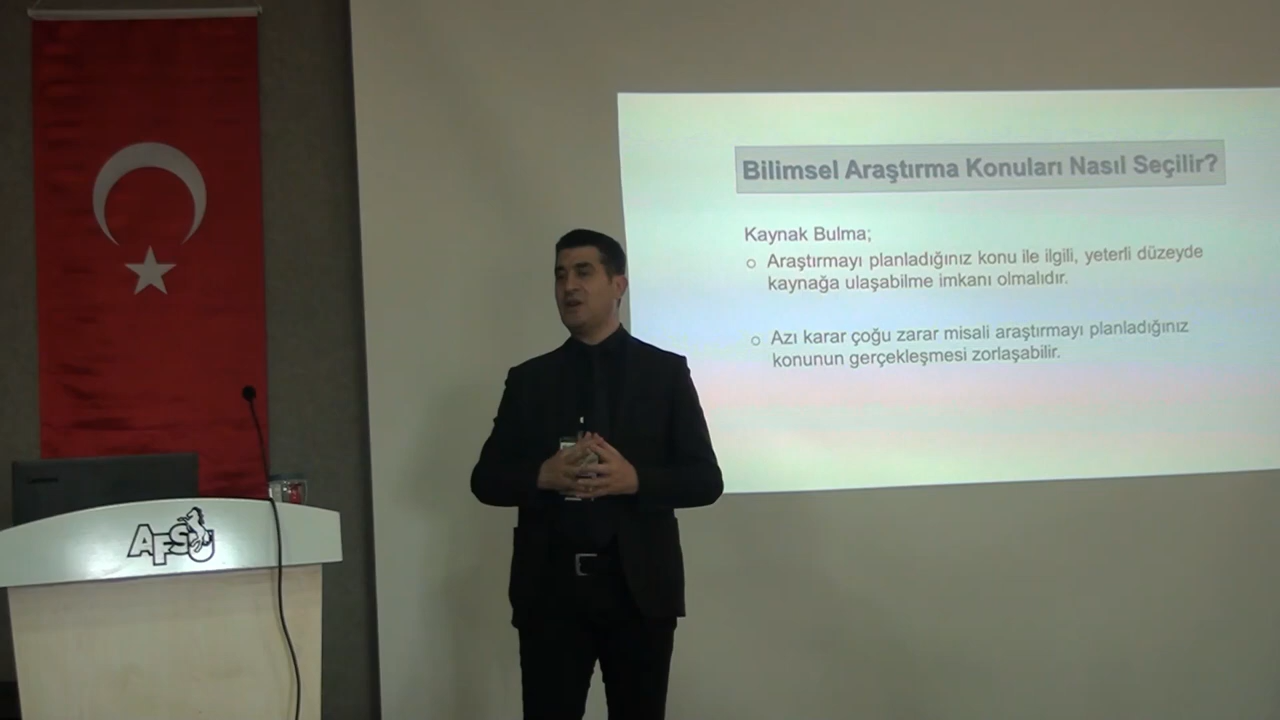 Bilimsel Araştırma Konuları Nasıl Seçilir?
Kaynak Bulma;
Araştırmayı planladığınız konu ile ilgili, yeterli düzeyde
kaynağa ulaşabilme imkanı olmalıdır.
Azı karar çoğu zarar misali araştırmayı planladığınız
konunun gerçekleşmesi zorlaşabilir.
AFSÜ